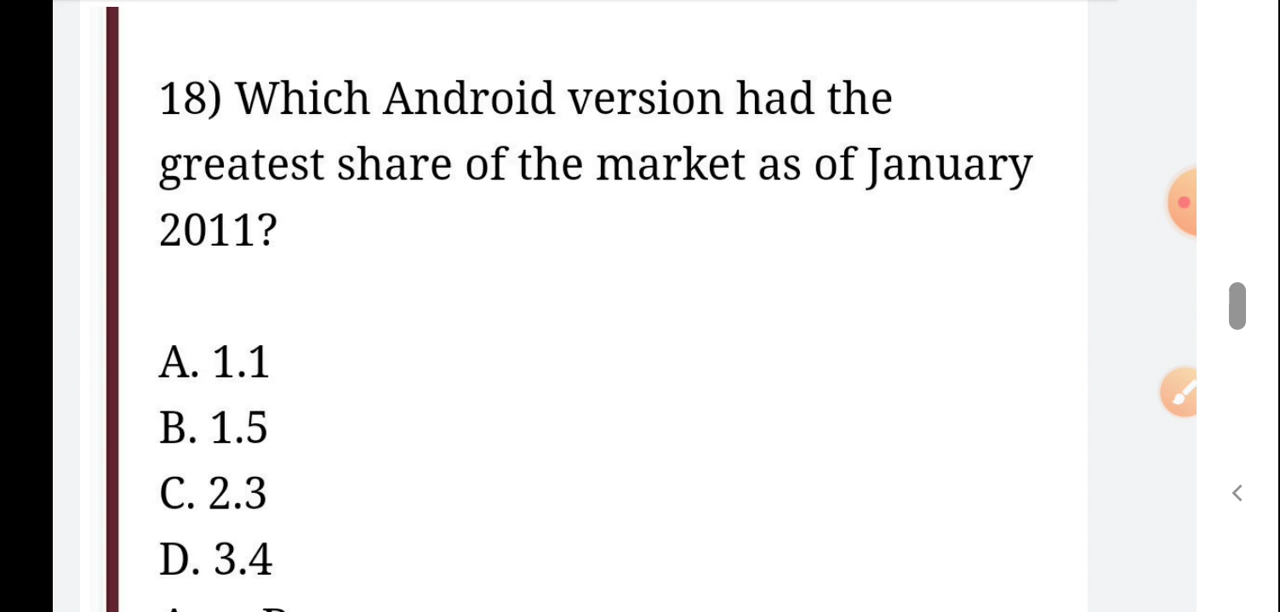 18) Which Android version had the
greatest share of the market as of January
2011?
A. 1.1
B. 1.5
C. 2.3
D. 3.4